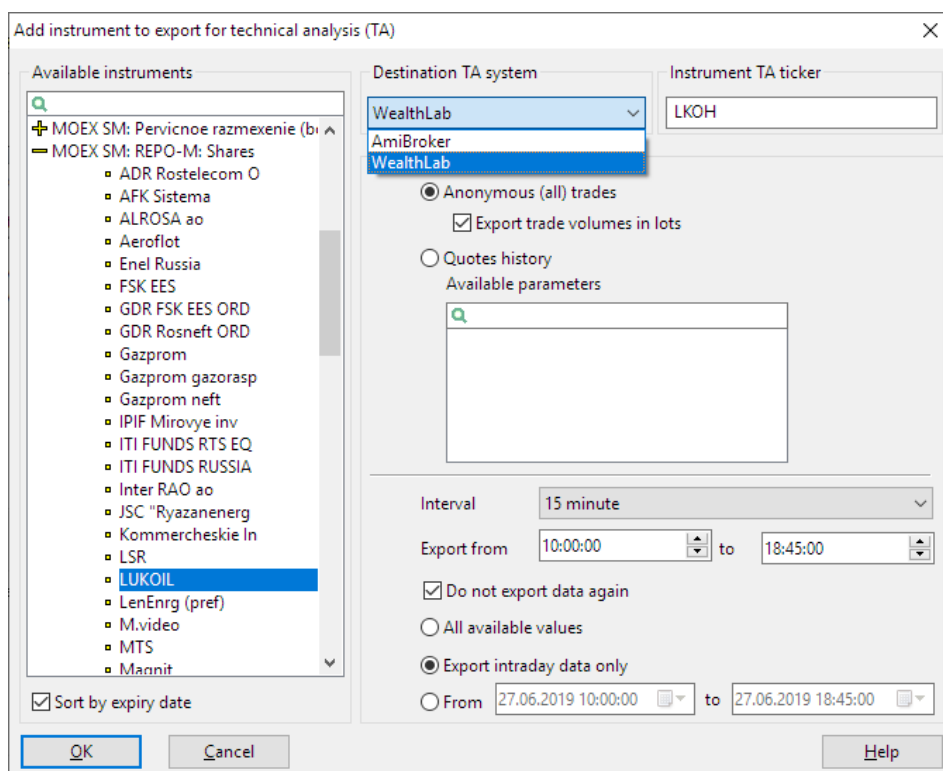 Add instrument to export for technical analysis (TA)
Available instruments
MOEX SM: Pervicnoe razmexenie (b
MOEX SM: REPO-M: Shares
ADR Rostelecom O
AFK Sistema
ALROSA ao
Aeroflot
Enel Russia
FSK EES
GDR FSK EES ORD
GDR Rosneft ORD
Gazprom
Gazprom gazorasp
Gazprom neft
IPIF Mirovye inv
ITI FUNDS RTS EQ
ITI FUNDS RUSSIA
Inter RAO ao
JSC "Ryazanenerg
Kommercheskie In
LSR
LUKOIL
LenEnrg (pref)
M.video
MTS
Magnit
Sort by expiry date
Destination TA system
WealthLab
AmiBroker
WealthLab
Instrument TA ticker
LKOH
Anonymous (all) trades
Export trade volumes in lots
Quotes history
Available parameters
Interval 15 minute
Export from 10:00:00 to 18:45:00
Do not export data again
All available values
Export intraday data only
From 27.06.2019 10:00:00 to 27.06.2019 18:45:00
OK Cancel Help